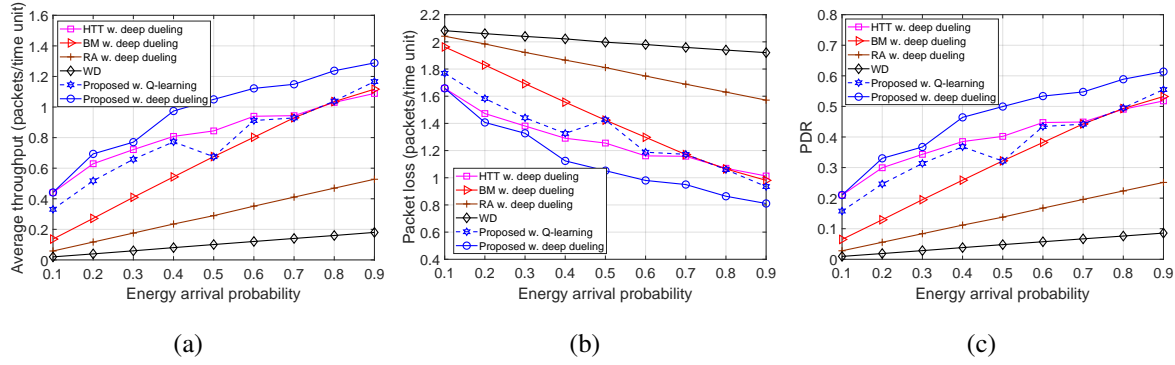 Average throughput (packets/time unit)
1.6
1.4
1.2
1
0.8
0.6
0.4
0.2
0
HTT w. deep dueling
BM w. deep dueling
RA w. deep dueling
WD
Proposed w. Q-learning
Proposed w. deep dueling
0.1 0.2 0.3 0.4 0.5 0.6 0.7 0.8 0.9
Energy arrival probability
(a)
Packet loss (packets/time unit)
2.2
2
1.8
1.6
1.4
1.2
1.0
0.8
0.6
0.4
HTT w. deep dueling
BM w. deep dueling
RA w. deep dueling
WD
Proposed w. Q-learning
Proposed w. deep dueling
0.1 0.2 0.3 0.4 0.5 0.6 0.7 0.8 0.9
Energy arrival probability
(b)
PDR
0.8
0.7
0.6
0.5
0.4
0.3
0.2
0.1
0
HTT w. deep dueling
BM w. deep dueling
RA w. deep dueling
WD
Proposed w. Q-learning
Proposed w. deep dueling
0.1 0.2 0.3 0.4 0.5 0.6 0.7 0.8 0.9
Energy arrival probability
(c)